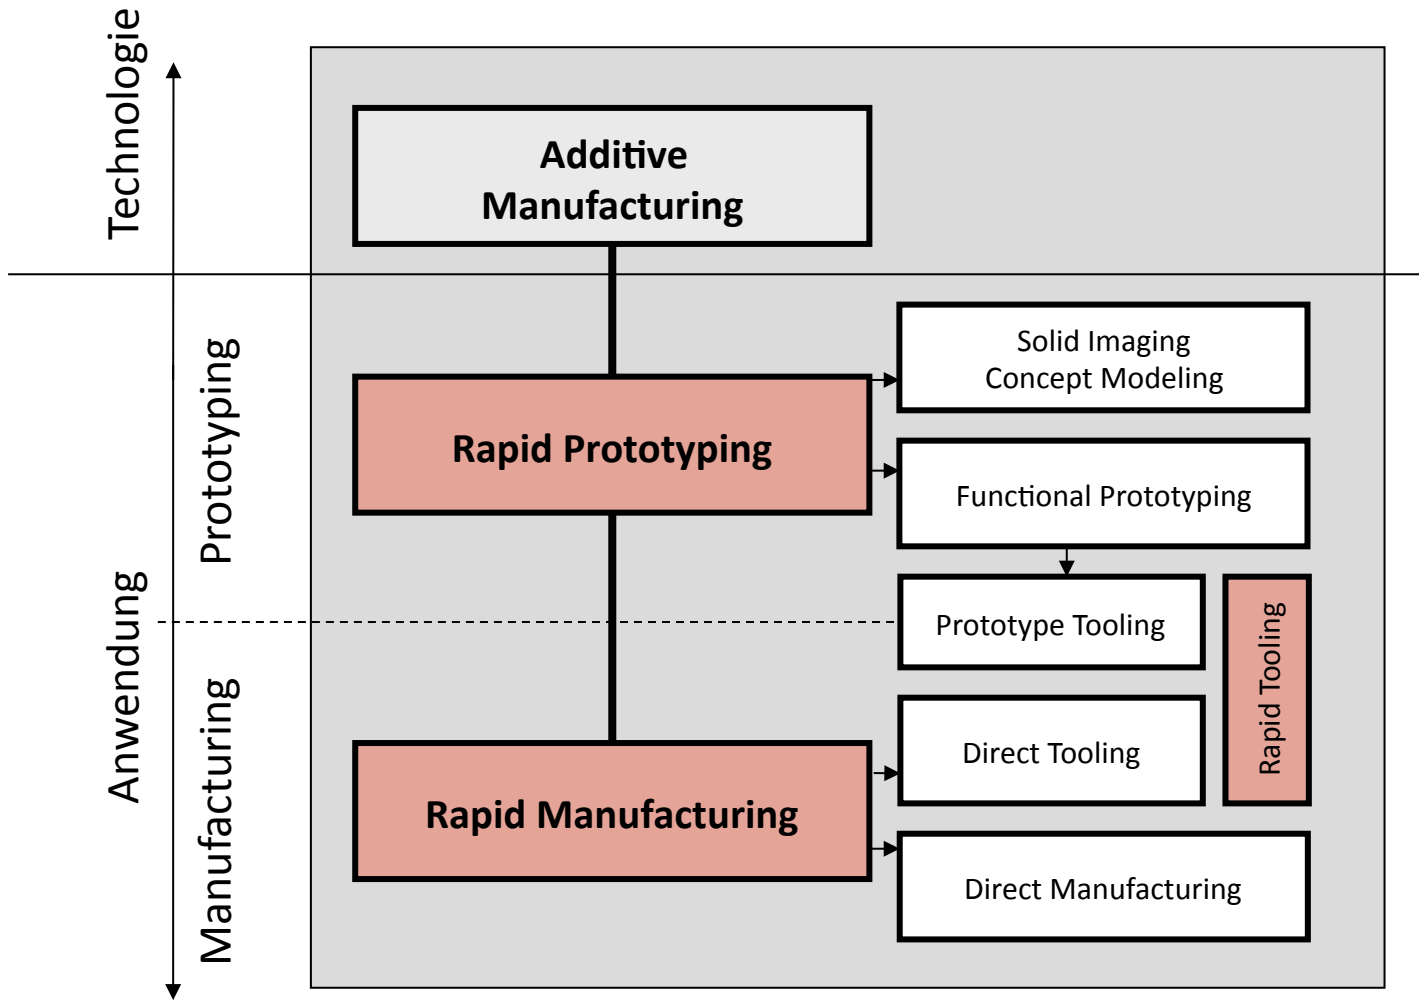 Technologie
Additive
Manufacturing
Anwendung
Prototyping
Rapid Prototyping
Solid Imaging
Concept Modeling
Functional Prototyping
Prototype Tooling
Rapid Tooling
Manufacturing
Rapid Manufacturing
Direct Tooling
Direct Manufacturing